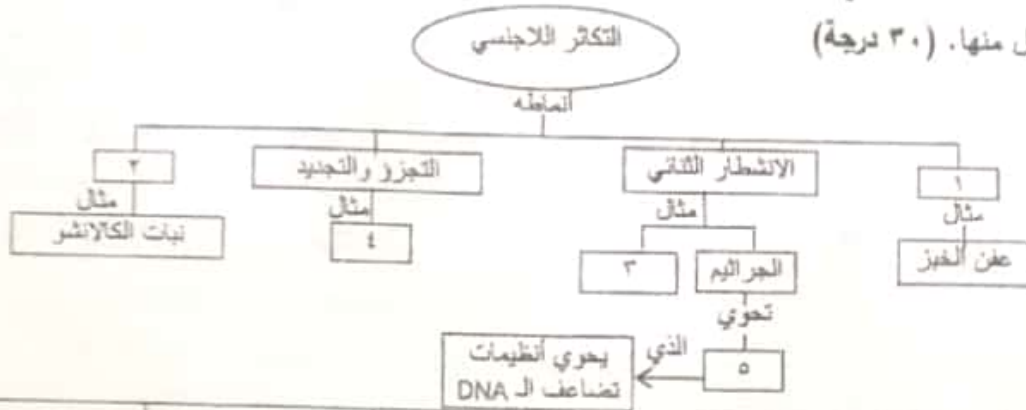 ل منها. (٣٠ درجة)
التكاثر اللاجنسي
أنماطه
١
الانشطار الثنائي
التجزؤ والتجديد
٢
مثال
مثال
مثال
مثال
عفن الخبز
الجراثيم
٣
٤
نبات الكالانشو
تحوي
٥
الذي
يحوي أنظيمات
تضاعف الـ DNA